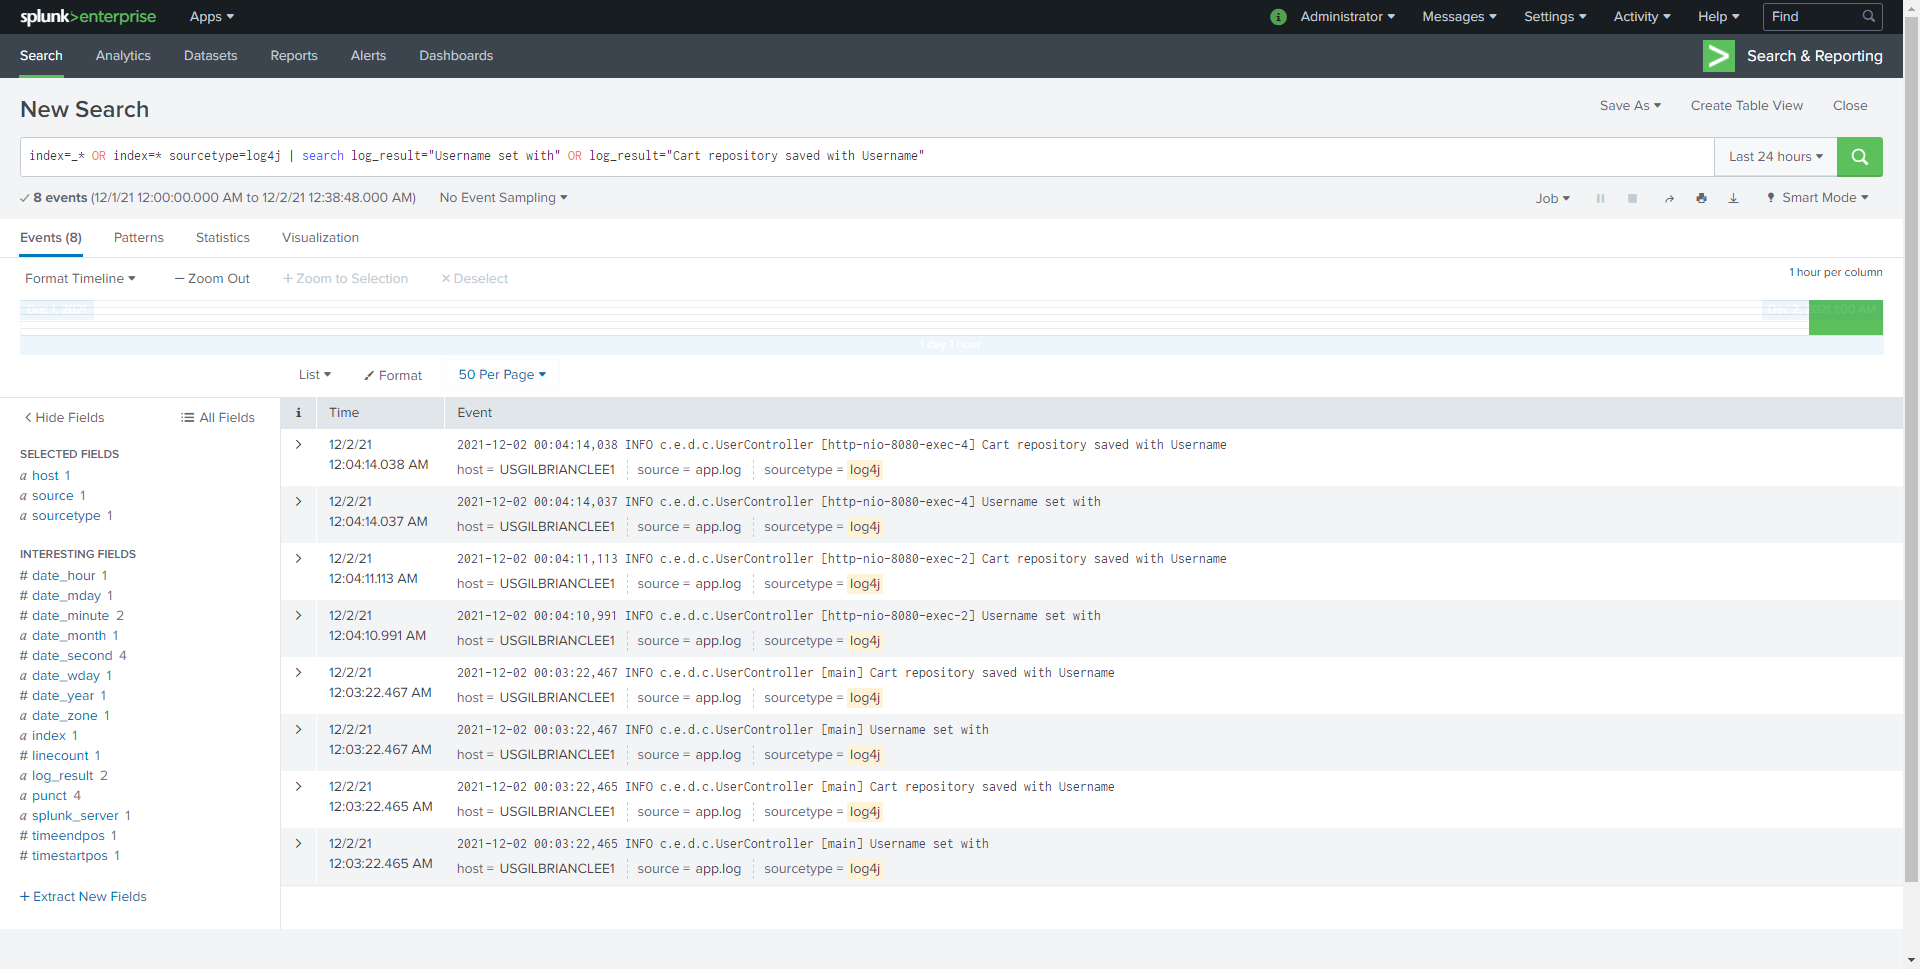 splunk>enterprise Apps Administrator Messages Settings Activity Help Find
Search Analytics Datasets Reports Alerts Dashboards Search & Reporting
New Search Save As Create Table View Close
index=_* OR index=* sourcetype=log4j | search log_result="Username set with" OR log_result="Cart repository saved with Username" Last 24 hours
8 events (12/1/21 12:00:00.000 AM to 12/2/21 12:38:48.000 AM) No Event Sampling Job Smart Mode
Events (8) Patterns Statistics Visualization
Format Timeline — Zoom Out + Zoom to Selection × Deselect 1 hour per column
Dec 1, 2021 Dec 2, 2021 1:00 AM
1 day 1 hour
List Format 50 Per Page
Hide Fields All Fields
SELECTED FIELDS
a host 1
a source 1
a sourcetype 1
INTERESTING FIELDS
# date_hour 1
# date_mday 1
# date_minute 2
a date_month 1
# date_second 4
a date_wday 1
# date_year 1
a date_zone 1
a index 1
# linecount 1
a log_result 2
a punct 4
a splunk_server 1
# timeendpos 1
# timestartpos 1
+ Extract New Fields
i Time Event
12/2/21 2021-12-02 00:04:14,038 INFO c.e.d.c.UserController [http-nio-8080-exec-4] Cart repository saved with Username
12:04:14.038 AM host = USGILBRIANCLEE1 source = app.log sourcetype = log4j
12/2/21 2021-12-02 00:04:14,037 INFO c.e.d.c.UserController [http-nio-8080-exec-4] Username set with
12:04:14.037 AM host = USGILBRIANCLEE1 source = app.log sourcetype = log4j
12/2/21 2021-12-02 00:04:11,113 INFO c.e.d.c.UserController [http-nio-8080-exec-2] Cart repository saved with Username
12:04:11.113 AM host = USGILBRIANCLEE1 source = app.log sourcetype = log4j
12/2/21 2021-12-02 00:04:10,991 INFO c.e.d.c.UserController [http-nio-8080-exec-2] Username set with
12:04:10.991 AM host = USGILBRIANCLEE1 source = app.log sourcetype = log4j
12/2/21 2021-12-02 00:03:22,467 INFO c.e.d.c.UserController [main] Cart repository saved with Username
12:03:22.467 AM host = USGILBRIANCLEE1 source = app.log sourcetype = log4j
12/2/21 2021-12-02 00:03:22,467 INFO c.e.d.c.UserController [main] Username set with
12:03:22.467 AM host = USGILBRIANCLEE1 source = app.log sourcetype = log4j
12/2/21 2021-12-02 00:03:22,465 INFO c.e.d.c.UserController [main] Cart repository saved with Username
12:03:22.465 AM host = USGILBRIANCLEE1 source = app.log sourcetype = log4j
12/2/21 2021-12-02 00:03:22,465 INFO c.e.d.c.UserController [main] Username set with
12:03:22.465 AM host = USGILBRIANCLEE1 source = app.log sourcetype = log4j